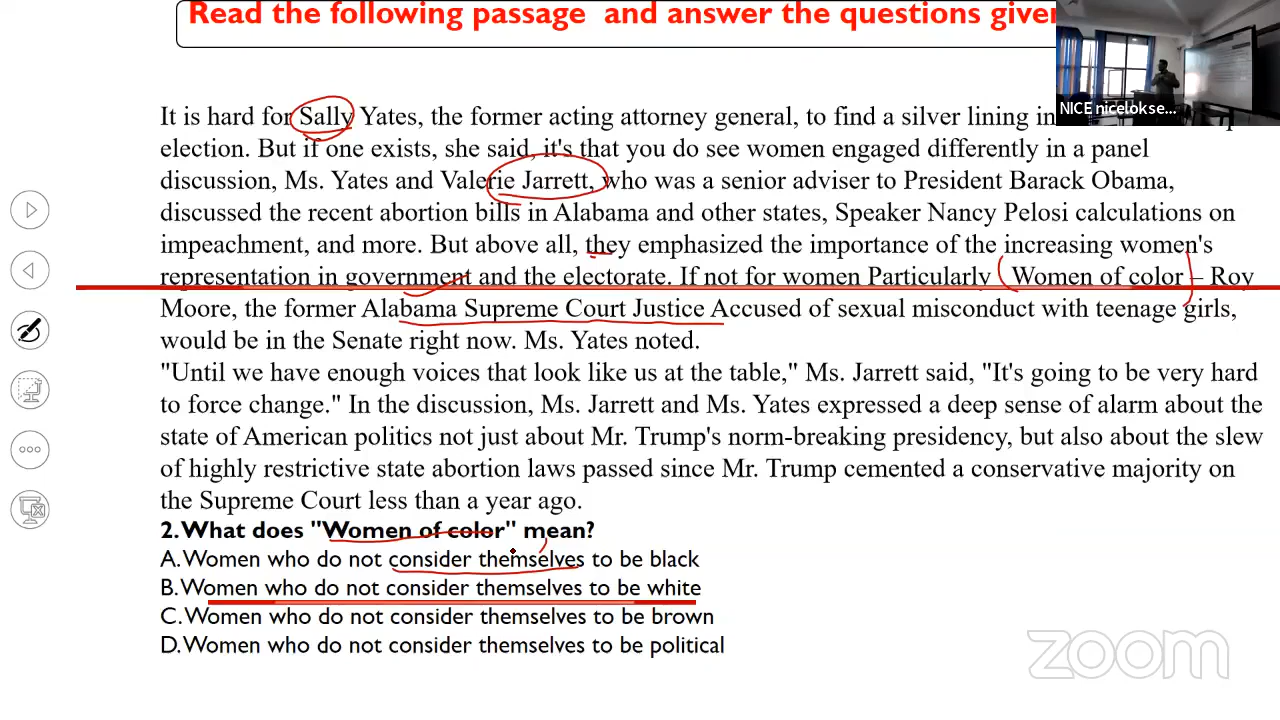 Read the following passage and answer the questions given
NICE nicelokse...
It is hard for Sally Yates, the former acting attorney general, to find a silver lining in
election. But if one exists, she said, it's that you do see women engaged differently in a panel
discussion, Ms. Yates and Valerie Jarrett, who was a senior adviser to President Barack Obama,
discussed the recent abortion bills in Alabama and other states, Speaker Nancy Pelosi calculations on
impeachment, and more. But above all, they emphasized the importance of the increasing women's
representation in government and the electorate. If not for women Particularly Women of color – Roy
Moore, the former Alabama Supreme Court Justice Accused of sexual misconduct with teenage girls,
would be in the Senate right now. Ms. Yates noted.
"Until we have enough voices that look like us at the table," Ms. Jarrett said, "It's going to be very hard
to force change." In the discussion, Ms. Jarrett and Ms. Yates expressed a deep sense of alarm about the
state of American politics not just about Mr. Trump's norm-breaking presidency, but also about the slew
of highly restrictive state abortion laws passed since Mr. Trump cemented a conservative majority on
the Supreme Court less than a year ago.
2.What does "Women of color" mean?
A.Women who do not consider themselves to be black
B.Women who do not consider themselves to be white
C.Women who do not consider themselves to be brown
D.Women who do not consider themselves to be political
zoom